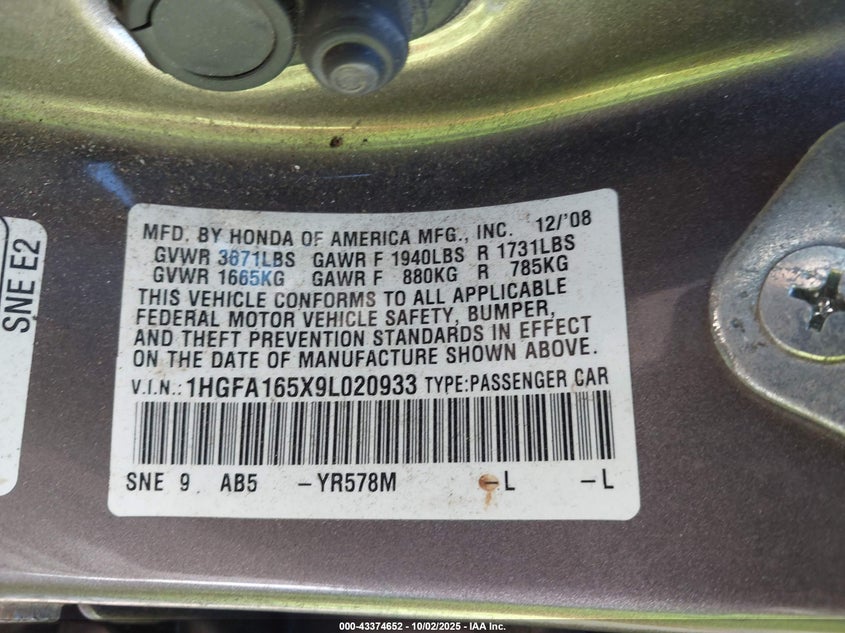 MFD. BY HONDA OF AMERICA MFG., INC. 12/'08
GVWR 3671LBS GAWR F 1940LBS R 1731LBS
GVWR 1665KG GAWR F 880KG R 785KG
THIS VEHICLE CONFORMS TO ALL APPLICABLE
FEDERAL MOTOR VEHICLE SAFETY, BUMPER,
AND THEFT PREVENTION STANDARDS IN EFFECT
ON THE DATE OF MANUFACTURE SHOWN ABOVE.
V.I.N.: 1HGFA165X9L020933 TYPE:PASSENGER CAR
SNE 9 AB5 -YR578M -L -L
SNE E2
000-43374652 - 10/02/2025 - IAA Inc.